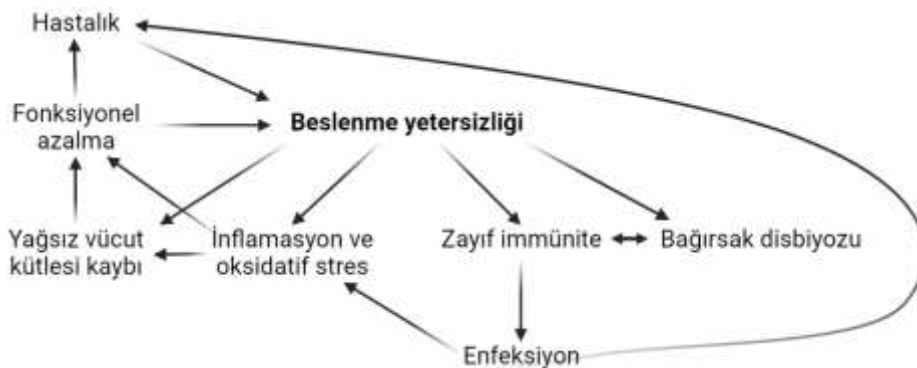 Hastalık
Fonksiyonel
azalma
Beslenme yetersizliği
Yağsız vücut
kütlesi kaybı
İnflamasyon ve
oksidatif stres
Zayıf immünite
Bağırsak disbiyozu
Enfeksiyon